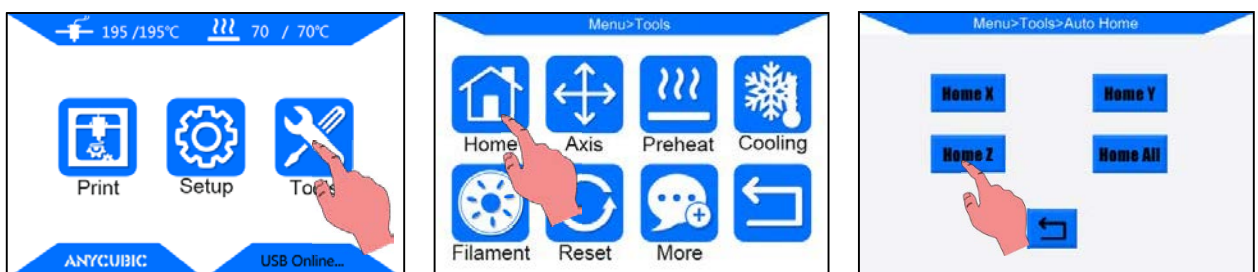 195 /195℃ 70 / 70℃
Print Setup Tools
ANYCUBIC USB Online...
Menu>Tools
Home Axis Preheat Cooling
Filament Reset More
Menu>Tools>Auto Home
Home X Home Y
Home Z Home All